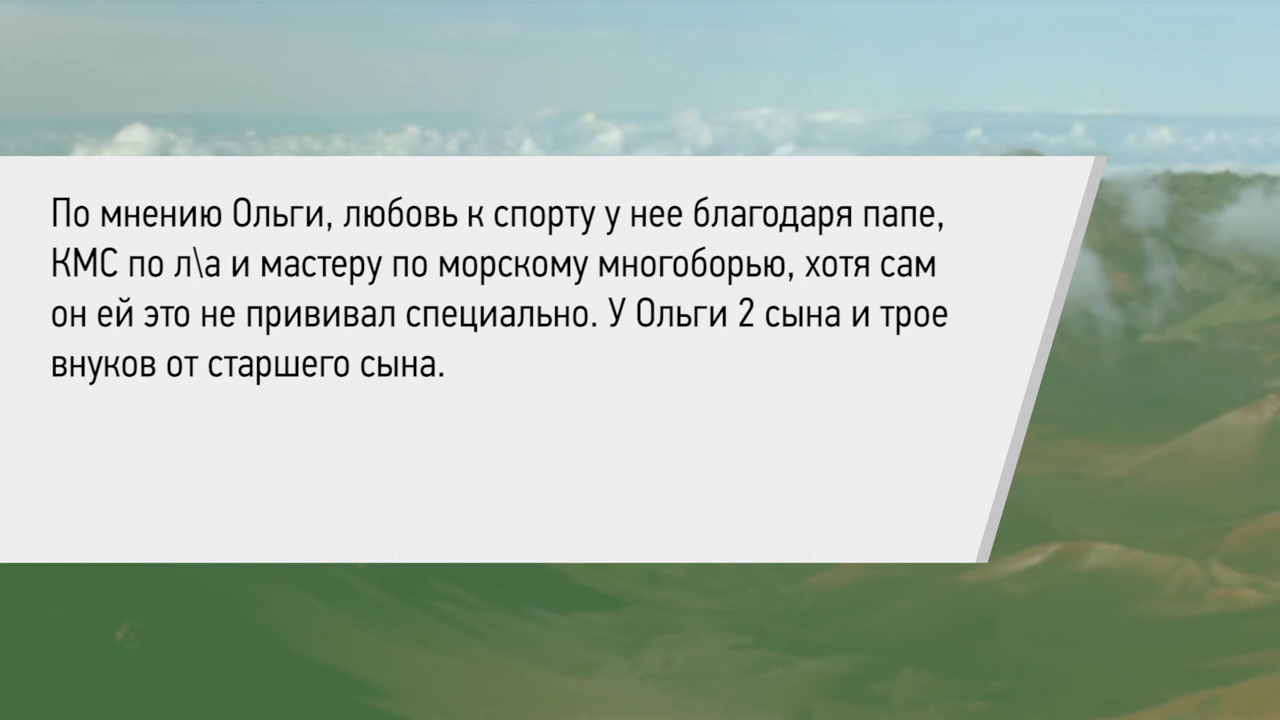 По мнению Ольги, любовь к спорту у нее благодаря папе,
КМС по л\а и мастеру по морскому многоборью, хотя сам
он ей это не прививал специально. У Ольги 2 сына и трое
внуков от старшего сына.